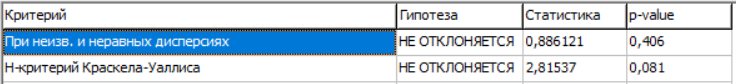 Критерий Гипотеза Статистика p-value
При неизв. и неравных дисперсиях НЕ ОТКЛОНЯЕТСЯ 0,886121 0,406
Н-критерий Краскела-Уаллиса НЕ ОТКЛОНЯЕТСЯ 2,81537 0,081